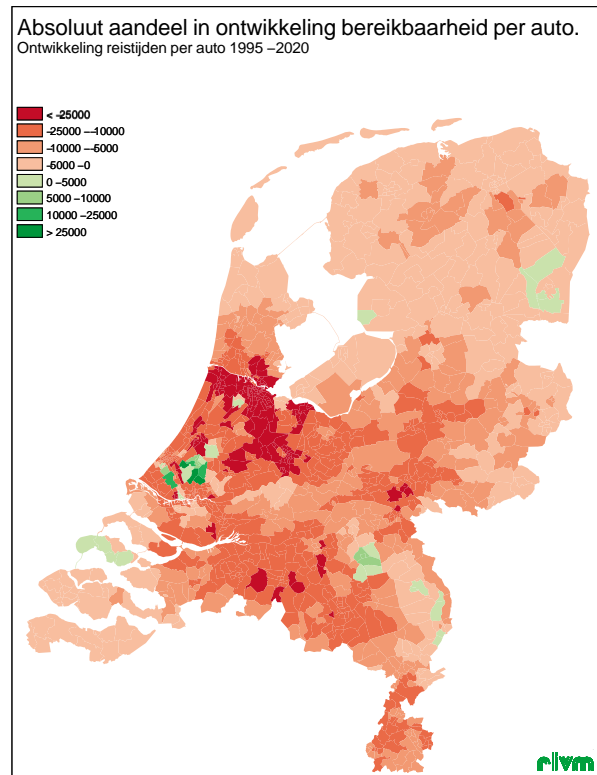 Absoluut aandeel in ontwikkeling bereikbaarheid per auto.
Ontwikkeling reistijden per auto 1995 –2020
< -25000
-25000 –-10000
-10000 –-5000
-5000 –0
0 –5000
5000 –10000
10000 –25000
> 25000
rivm